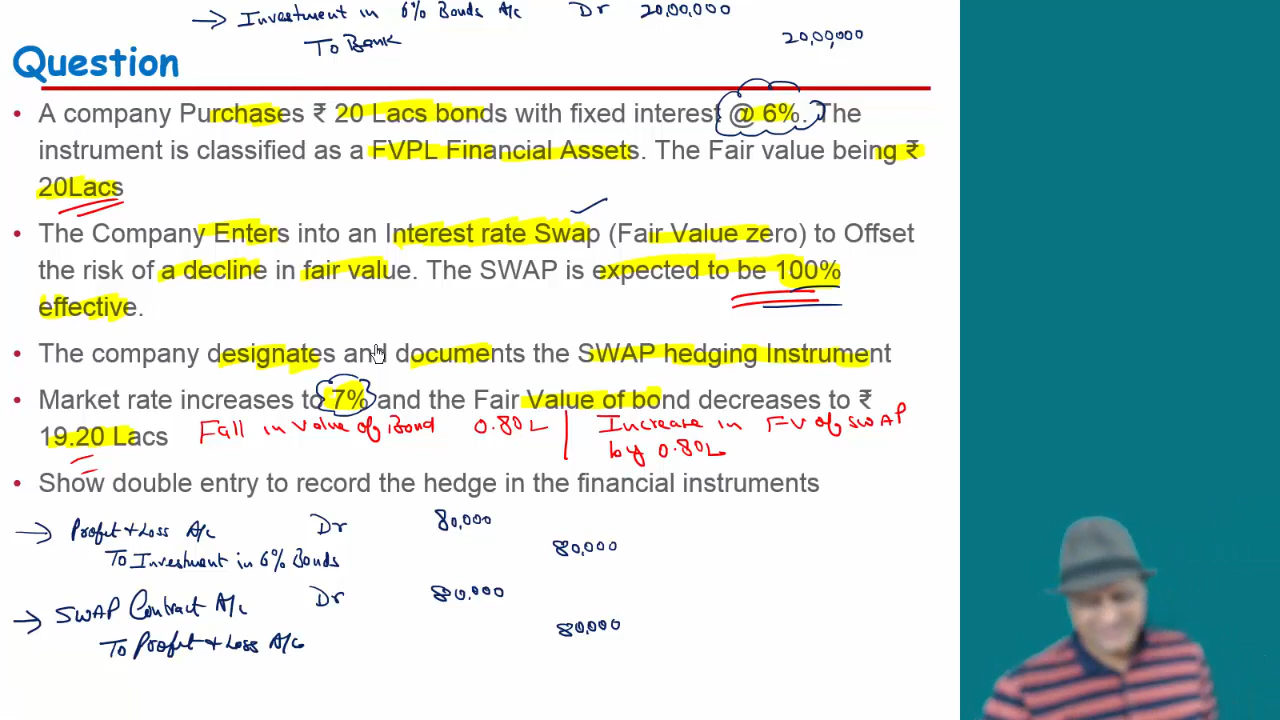 → Investment in 6% Bonds A/c Dr 20,00,000
To Bank 20,00,000
Question
• A company Purchases ₹ 20 Lacs bonds with fixed interest @ 6%. The
instrument is classified as a FVPL Financial Assets. The Fair value being ₹
20Lacs
• The Company Enters into an Interest rate Swap (Fair Value zero) to Offset
the risk of a decline in fair value. The SWAP is expected to be 100%
effective.
• The company designates and documents the SWAP hedging Instrument
• Market rate increases to 7% and the Fair Value of bond decreases to ₹
19.20 Lacs
Fall in value of Bond 0.80L | Increase in FV of SWAP
by 0.80L
• Show double entry to record the hedge in the financial instruments
→ Profit & Loss A/c Dr 80,000
To Investment in 6% Bonds 80,000
→ SWAP Contract A/c Dr 80,000
To Profit & Loss A/c 80,000